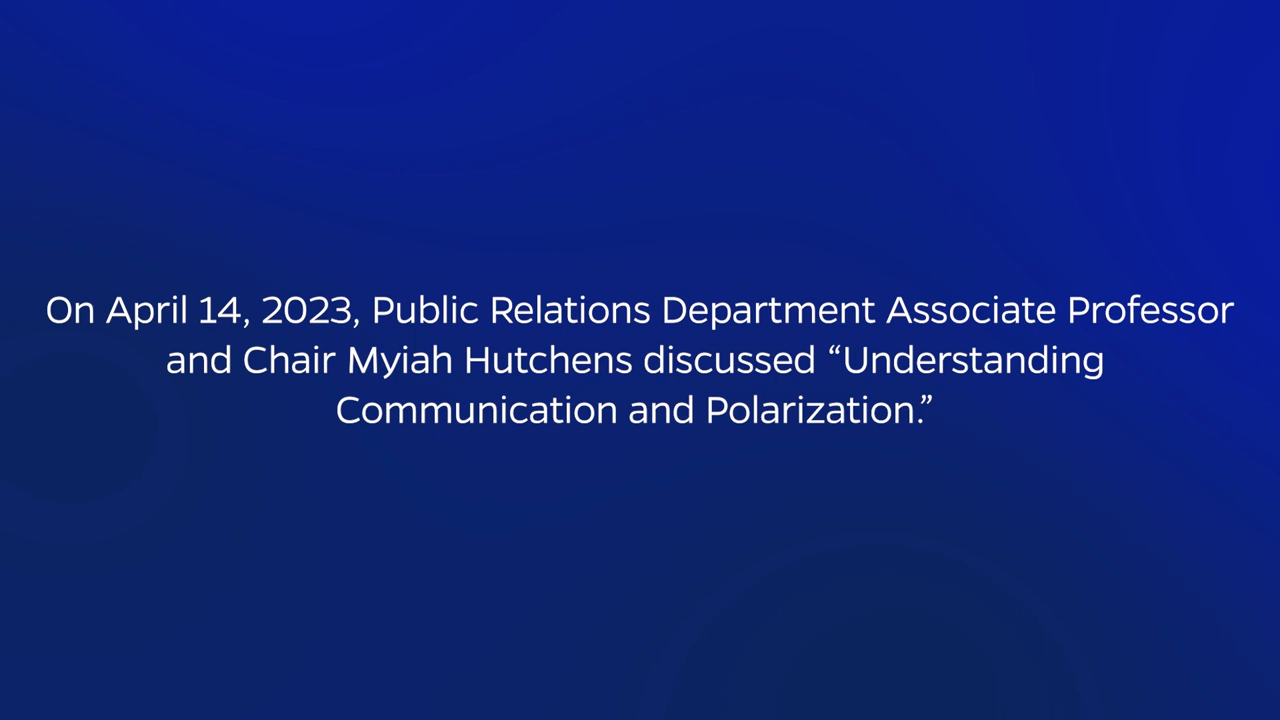 On April 14, 2023, Public Relations Department Associate Professor
and Chair Myiah Hutchens discussed “Understanding
Communication and Polarization.”